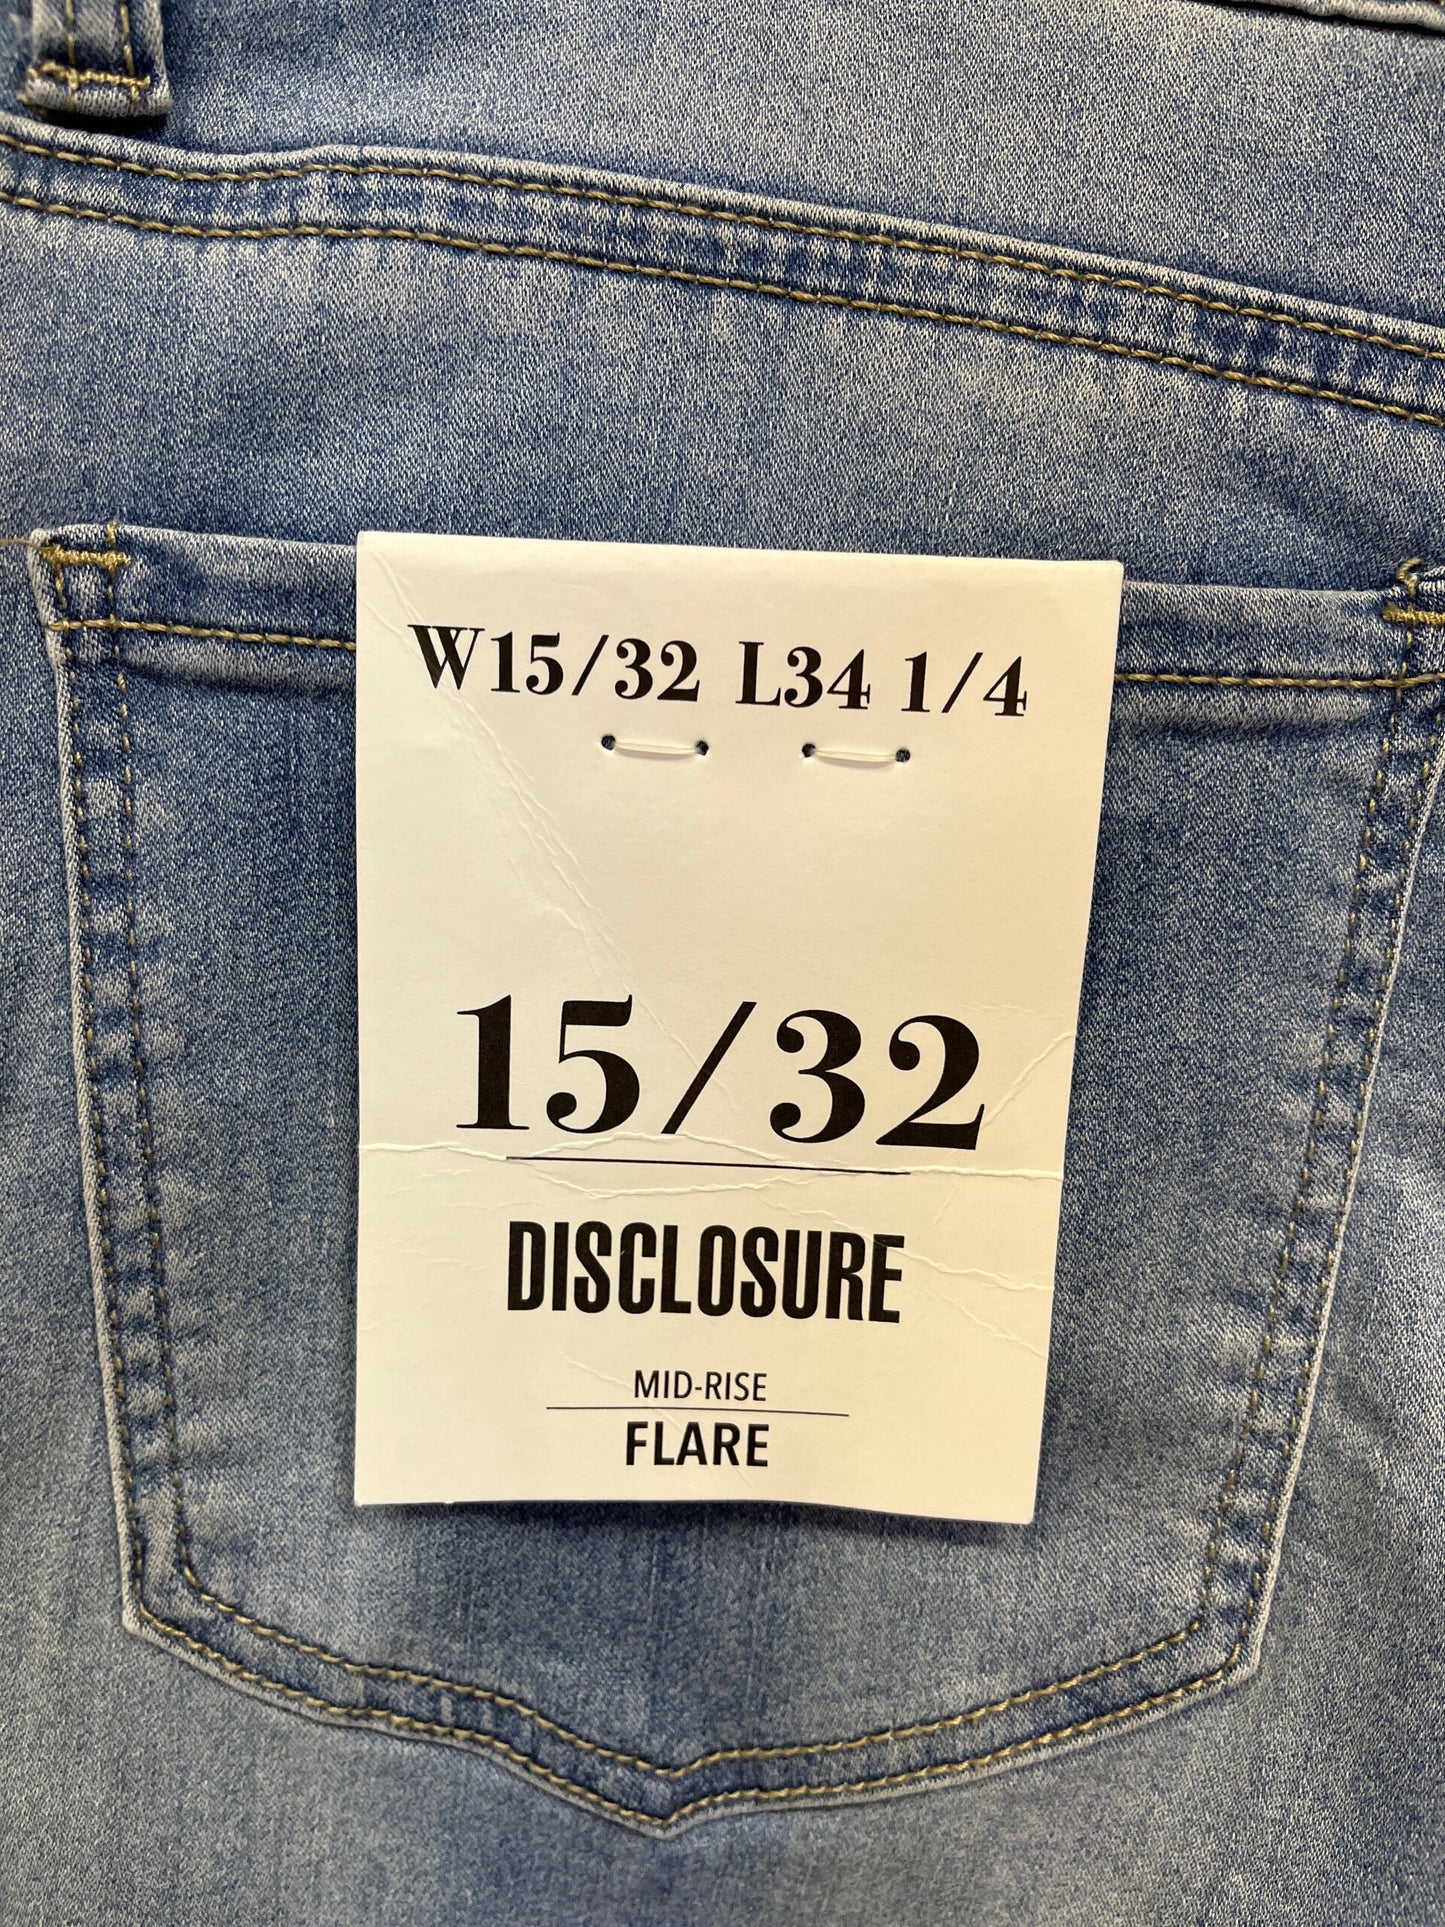 W15/32 L34 1/4
15/32
DISCLOSURE
MID-RISE
FLARE